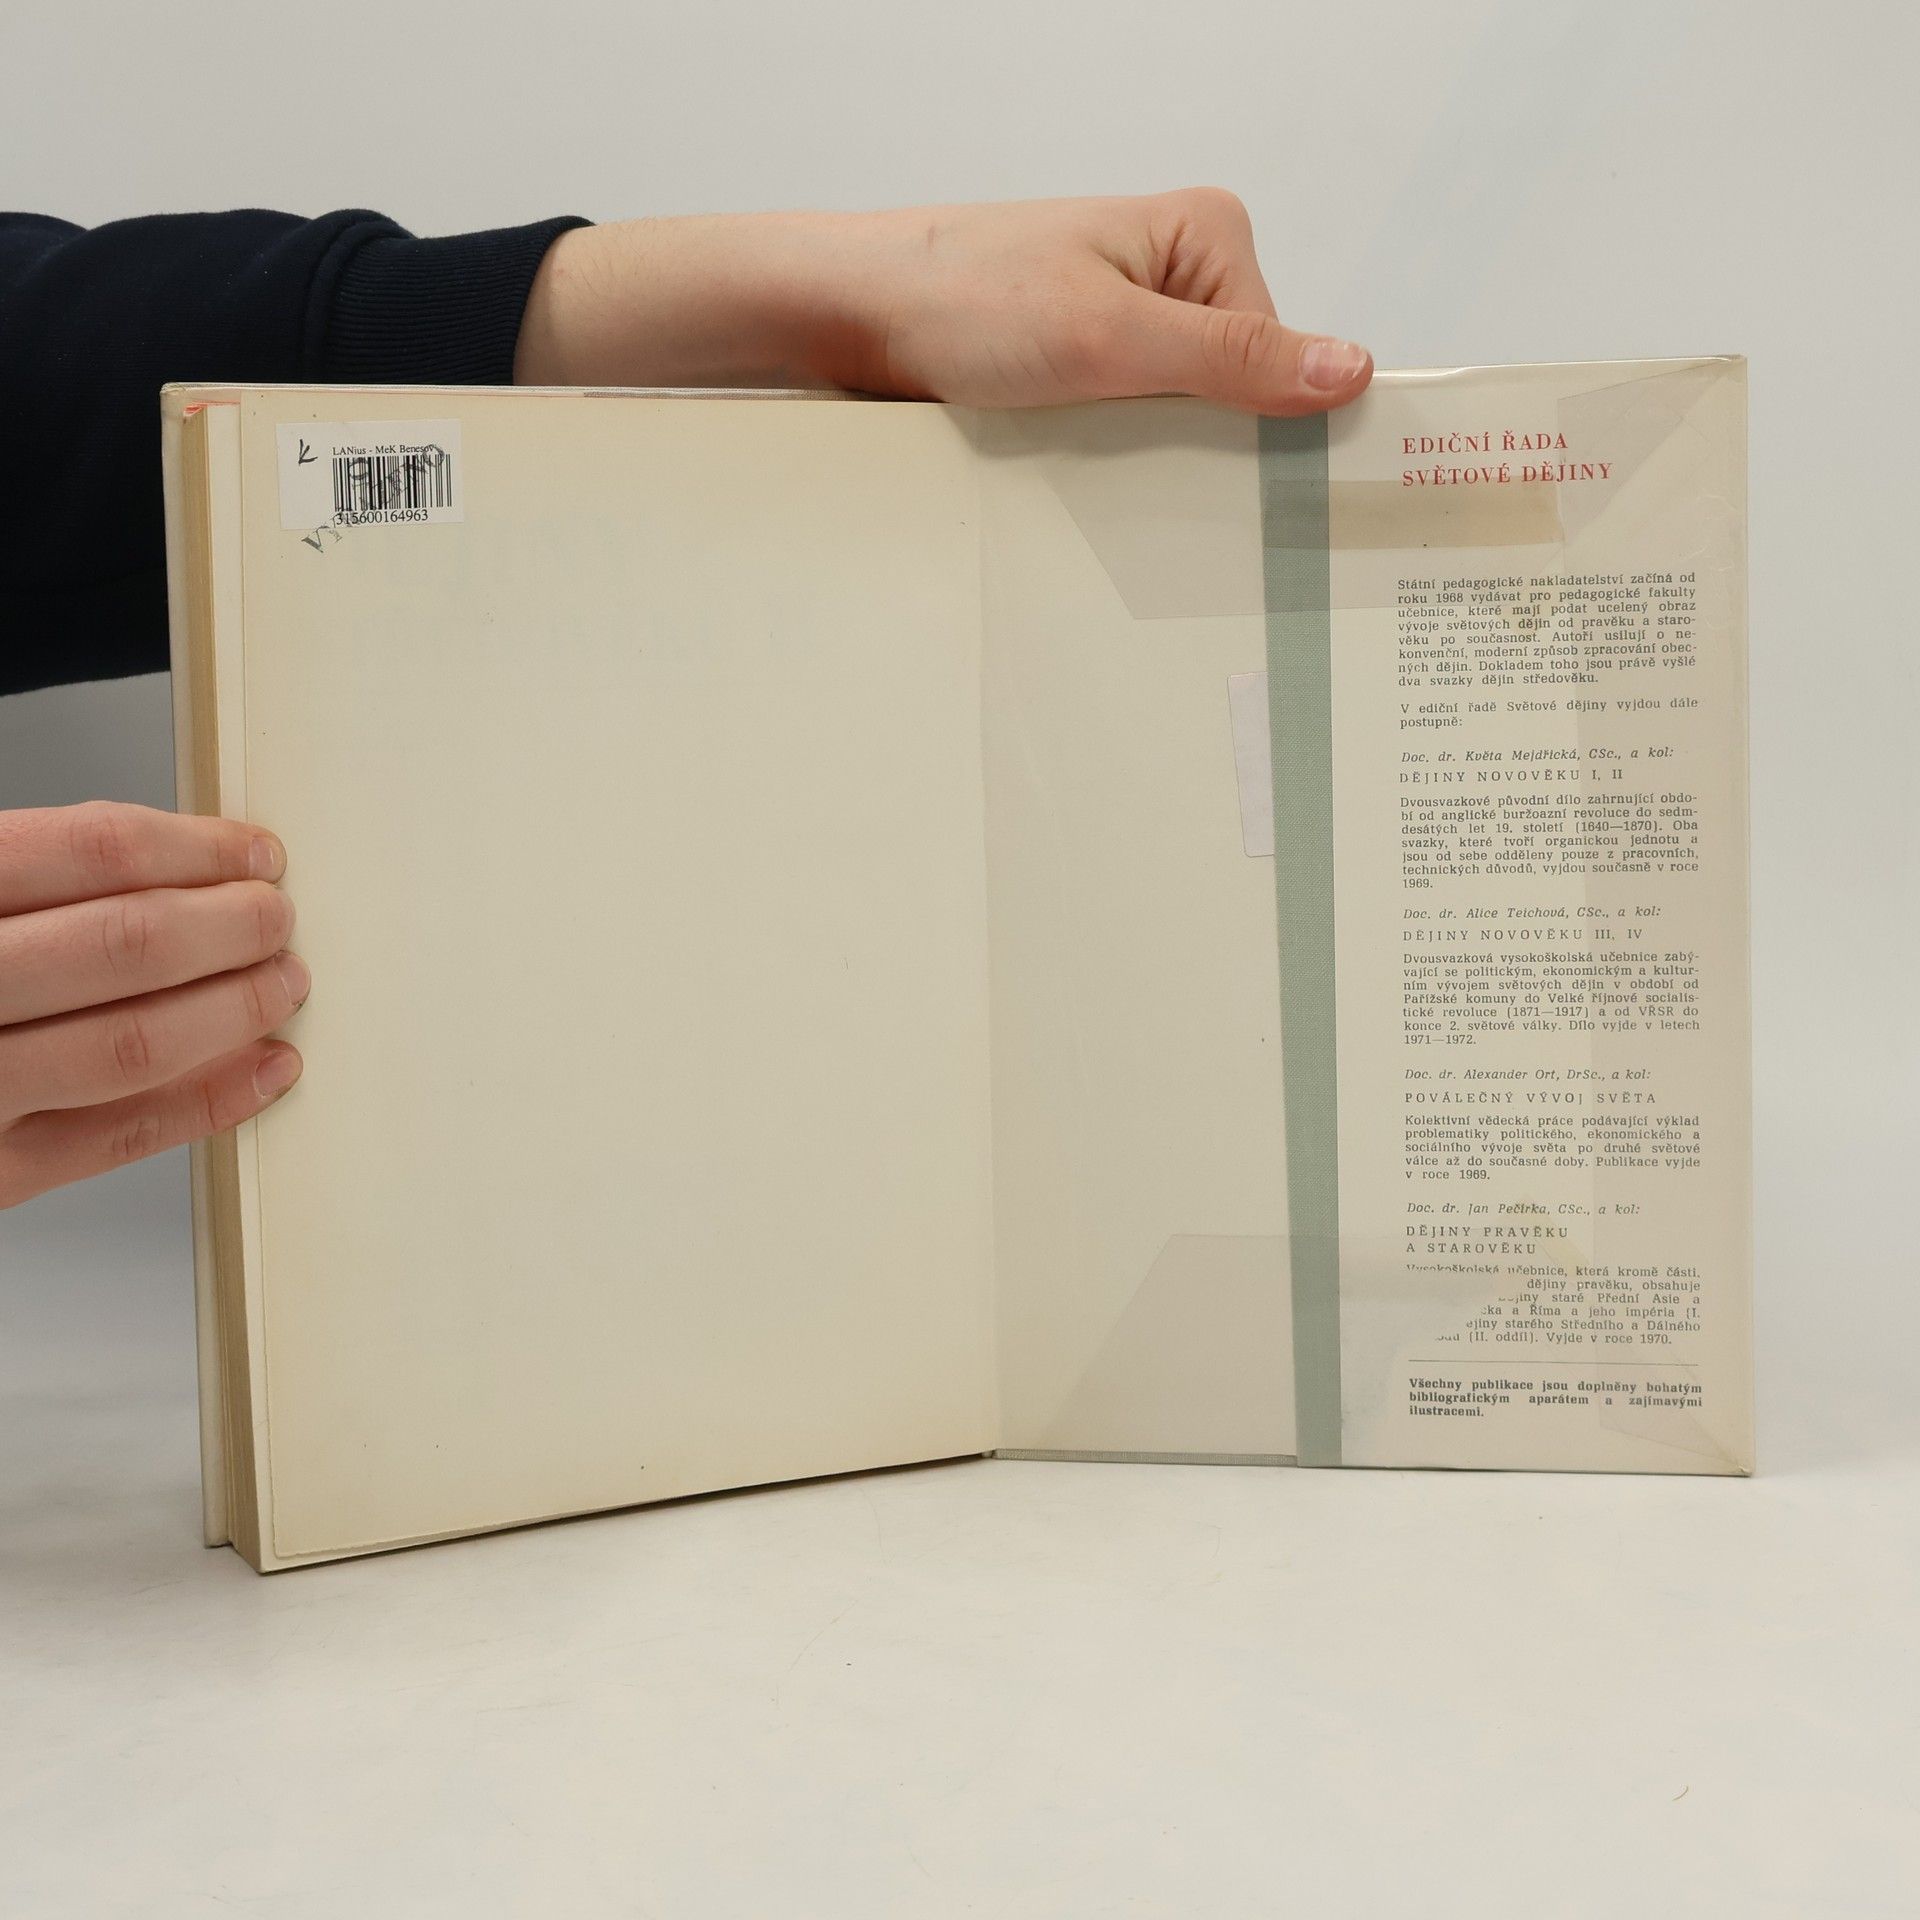 LANius - MeK Benešov
315600164963
EDIČNÍ ŘADA
SVĚTOVÉ DĚJINY
Státní pedagogické nakladatelství začíná od
roku 1968 vydávat pro pedagogické fakulty
učebnice, které mají podat ucelený obraz
vývoje světových dějin od pravěku a staro-
věku po současnost. Autoři usilují o ne-
konvenční, moderní způsob zpracování obec-
ných dějin. Dokladem toho jsou právě vyšlé
dva svazky dějin středověku.
V ediční řadě Světové dějiny vyjdou dále
postupně:
Doc. dr. Květa Mejdřická, CSc., a kol:
DĚJINY NOVOVĚKU I, II
Dvousvazkové původní dílo zahrnující obdo-
bí od anglické buržoazní revoluce do sedm-
desátých let 19. století (1640—1870). Oba
svazky, které tvoří organickou jednotu a
jsou od sebe odděleny pouze z pracovních,
technických důvodů, vyjdou současně v roce
1969.
Doc. dr. Alice Teichová, CSc., a kol:
DĚJINY NOVOVĚKU III, IV
Dvousvazková vysokoškolská učebnice zabý-
vající se politickým, ekonomickým a kultur-
ním vývojem světových dějin v období od
Pařížské komuny do Velké říjnové socialis-
tické revoluce (1871—1917) a od VŘSR do
konce 2. světové války. Dílo vyjde v letech
1971—1972.
Doc. dr. Alexander Ort, DrSc., a kol:
POVÁLEČNÝ VÝVOJ SVĚTA
Kolektivní vědecká práce podávající výklad
problematiky politického, ekonomického a
sociálního vývoje světa po druhé světové
válce až do současné doby. Publikace vyjde
v roce 1969.
Doc. dr. Jan Pečírka, CSc., a kol:
DĚJINY PRAVĚKU
A STAROVĚKU
Vysokoškolská učebnice, která kromě části,
dějiny pravěku, obsahuje
staré Přední Asie a
a Říma a jeho impéria (I.
starého Středního a Dálného
(II. oddíl). Vyjde v roce 1970.
Všechny publikace jsou doplněny bohatým
bibliografickým aparátem a zajímavými
ilustracemi.